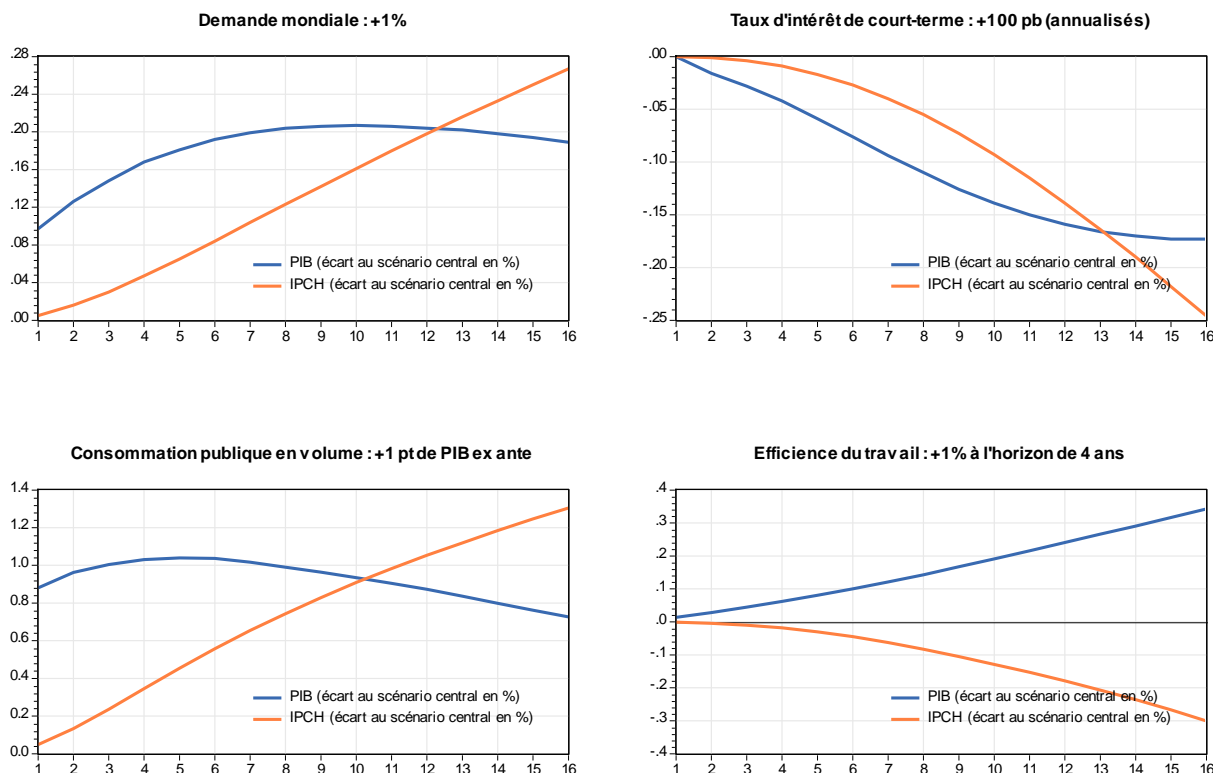 Demande mondiale : +1%
.28
.24
.20
.16
.12
.08
.04
.00
PIB (écart au scénario central en %)
IPCH (écart au scénario central en %)
1 2 3 4 5 6 7 8 9 10 11 12 13 14 15 16
Taux d'intérêt de court-terme : +100 pb (annualisés)
.00
-.05
-.10
-.15
-.20
-.25
PIB (écart au scénario central en %)
IPCH (écart au scénario central en %)
1 2 3 4 5 6 7 8 9 10 11 12 13 14 15 16
Consommation publique en volume : +1 pt de PIB ex ante
1.4
1.2
1.0
0.8
0.6
0.4
0.2
0.0
PIB (écart au scénario central en %)
IPCH (écart au scénario central en %)
1 2 3 4 5 6 7 8 9 10 11 12 13 14 15 16
Efficience du travail : +1% à l'horizon de 4 ans
.4
.3
.2
.1
.0
-.1
-.2
-.3
-.4
PIB (écart au scénario central en %)
IPCH (écart au scénario central en %)
1 2 3 4 5 6 7 8 9 10 11 12 13 14 15 16